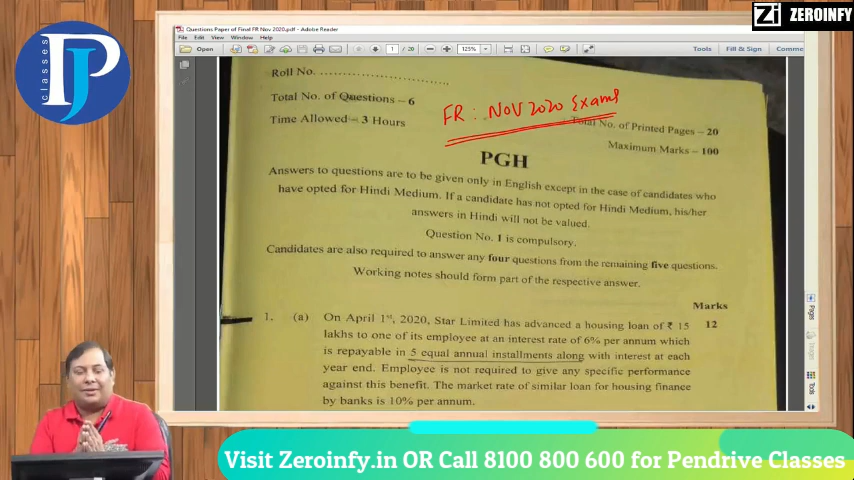 PJ
classes
Zi ZEROINFY
Questions Paper of Final FR Nov 2020.pdf - Adobe Reader
File Edit View Window Help
Open
1 / 20
125%
Tools Fill & Sign Comme
Roll No.
Total No. of Questions – 6
Time Allowed – 3 Hours
FR : NOV 2020 Exams
Total No. of Printed Pages – 20
Maximum Marks – 100
PGH
Answers to questions are to be given only in English except in the case of candidates who
have opted for Hindi Medium. If a candidate has not opted for Hindi Medium, his/her
answers in Hindi will not be valued.
Question No. 1 is compulsory.
Candidates are also required to answer any four questions from the remaining five questions.
Working notes should form part of the respective answer.
Marks
1. (a) On April 1st, 2020, Star Limited has advanced a housing loan of ₹ 15 12
lakhs to one of its employee at an interest rate of 6% per annum which
is repayable in 5 equal annual installments along with interest at each
year end. Employee is not required to give any specific performance
against this benefit. The market rate of similar loan for housing finance
by banks is 10% per annum.
Pages
Tools
Visit Zeroinfy.in OR Call 8100 800 600 for Pendrive Classes